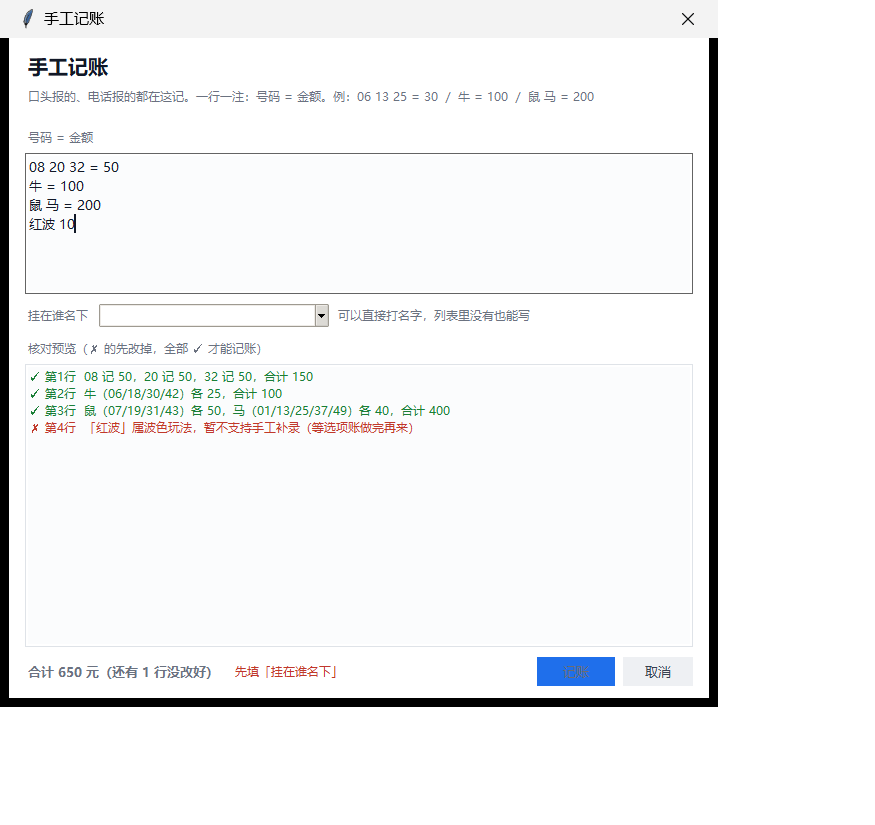 手工记账
手工记账
口头报的、电话报的都在这记。一行一注：号码 = 金额。例：06 13 25 = 30 / 牛 = 100 / 鼠 马 = 200
号码 = 金额
08 20 32 = 50
牛 = 100
鼠 马 = 200
红波 10
挂在谁名下 可以直接打名字，列表里没有也能写
核对预览（✗ 的先改掉，全部 ✓ 才能记账）
✓ 第1行 08 记 50，20 记 50，32 记 50，合计 150
✓ 第2行 牛（06/18/30/42）各 25，合计 100
✓ 第3行 鼠（07/19/31/43）各 50，马（01/13/25/37/49）各 40，合计 400
✗ 第4行 「红波」属波色玩法，暂不支持手工补录（等选项账做完再来）
合计 650 元（还有 1 行没改好） 先填「挂在谁名下」 记账 取消